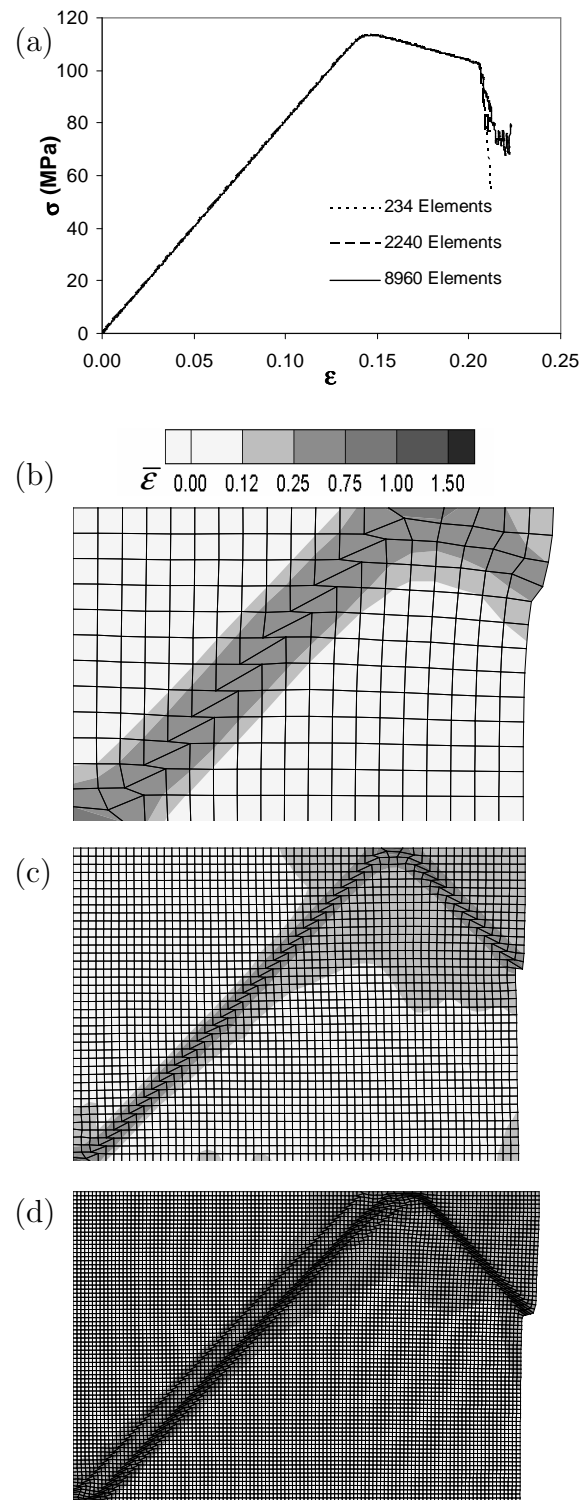 (a)
120
100
80
60
40
20
0
σ (MPa)
234 Elements
2240 Elements
8960 Elements
0.00 0.05 0.10 0.15 0.20 0.25
ε
(b)
ε̅ 0.00 0.12 0.25 0.75 1.00 1.50
(c)
(d)